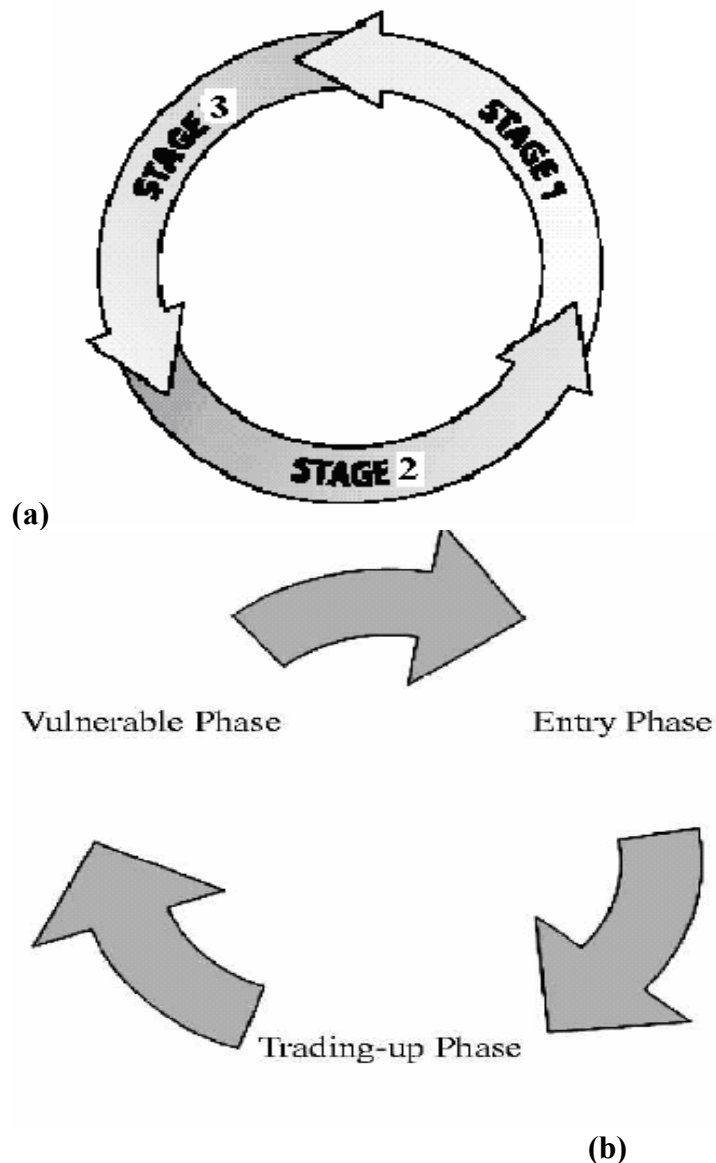 STAGE 3
STAGE 1
STAGE 2
(a)
Vulnerable Phase
Entry Phase
Trading-up Phase
(b)